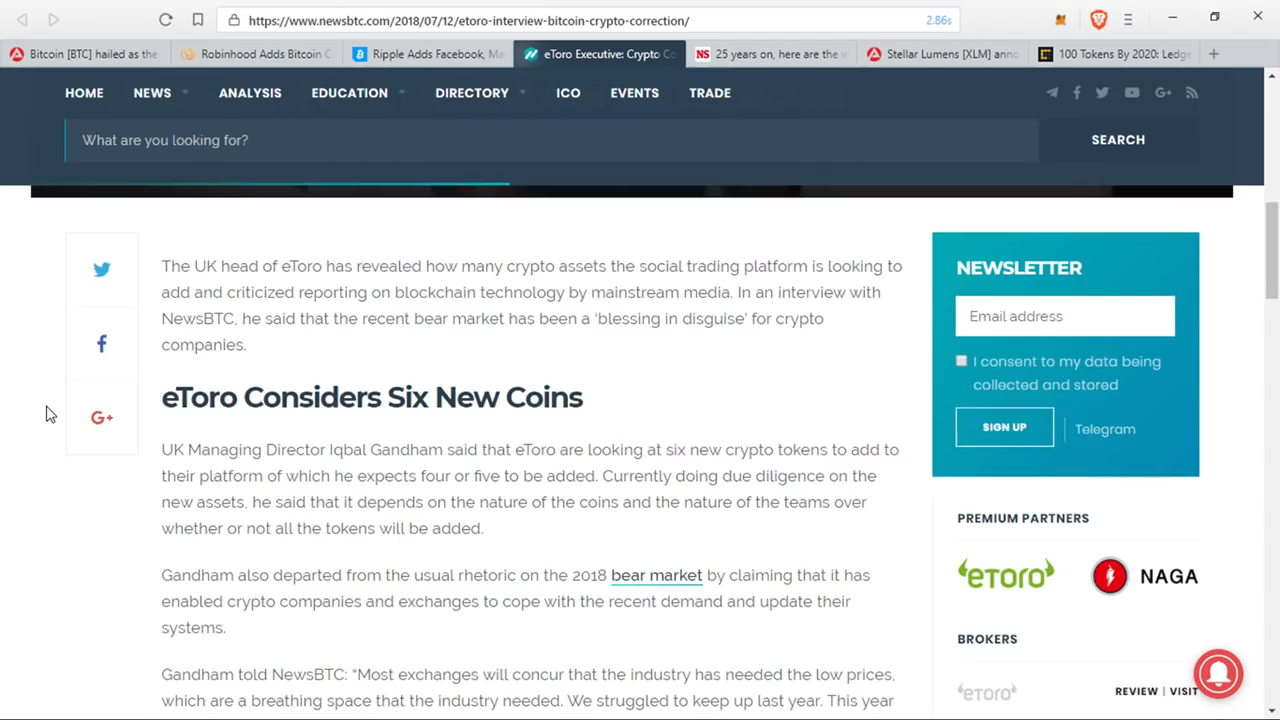 https://www.newsbtc.com/2018/07/12/etoro-interview-bitcoin-crypto-correction/
2.86s
Bitcoin [BTC] hailed as the
Robinhood Adds Bitcoin C
Ripple Adds Facebook, Ma
eToro Executive: Crypto Co
NS 25 years on, here are the w
Stellar Lumens [XLM] anno
100 Tokens By 2020: Ledge
HOME
NEWS
ANALYSIS
EDUCATION
DIRECTORY
ICO
EVENTS
TRADE
What are you looking for?
SEARCH
The UK head of eToro has revealed how many crypto assets the social trading platform is looking to
add and criticized reporting on blockchain technology by mainstream media. In an interview with
NewsBTC, he said that the recent bear market has been a ‘blessing in disguise’ for crypto
companies.
eToro Considers Six New Coins
UK Managing Director Iqbal Gandham said that eToro are looking at six new crypto tokens to add to
their platform of which he expects four or five to be added. Currently doing due diligence on the
new assets, he said that it depends on the nature of the coins and the nature of the teams over
whether or not all the tokens will be added.
Gandham also departed from the usual rhetoric on the 2018 bear market by claiming that it has
enabled crypto companies and exchanges to cope with the recent demand and update their
systems.
Gandham told NewsBTC: “Most exchanges will concur that the industry has needed the low prices,
which are a breathing space that the industry needed. We struggled to keep up last year. This year
G+
NEWSLETTER
Email address
I consent to my data being
collected and stored
SIGN UP
Telegram
PREMIUM PARTNERS
eToro
NAGA
BROKERS
eToro
REVIEW | VISIT